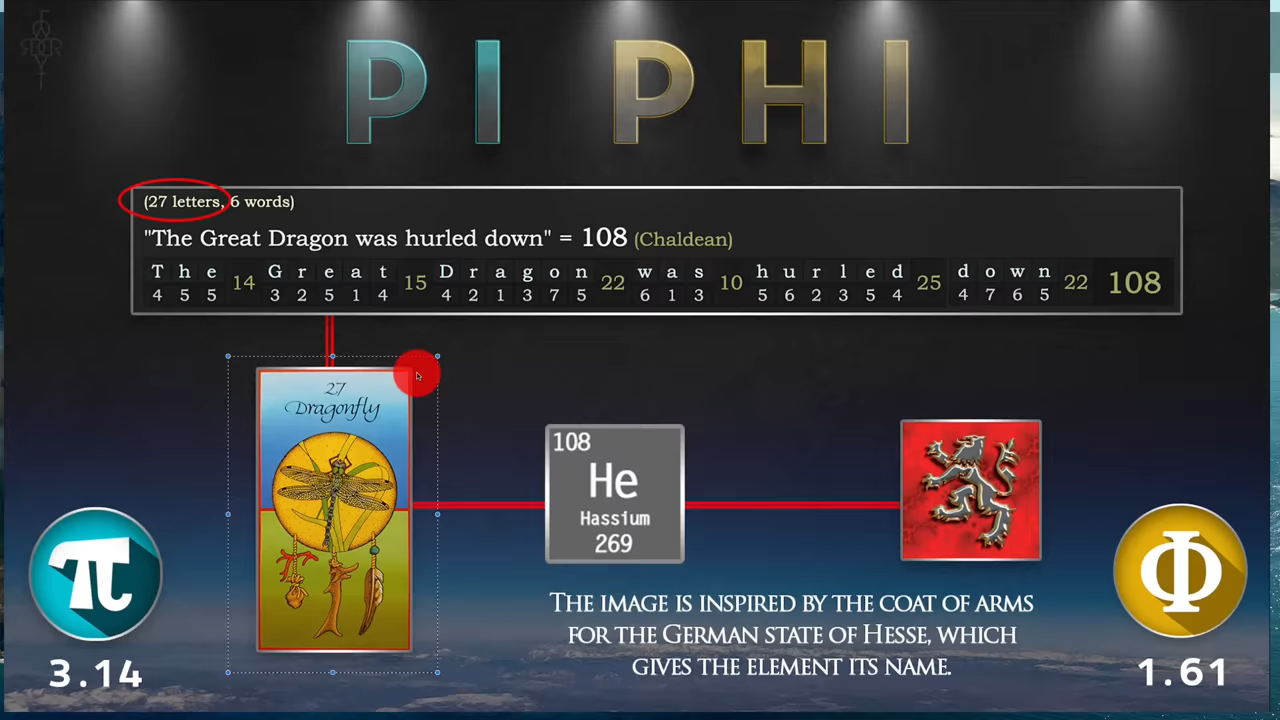 PI PHI
(27 letters, 6 words)
"The Great Dragon was hurled down" = 108 (Chaldean)
T h e 14 G r e a t 15 D r a g o n 22 w a s 10 h u r l e d 25 d o w n 22 108
4 5 5 3 2 5 1 4 4 2 1 3 7 5 6 1 3 5 6 2 3 5 4 4 7 6 5
27
Dragonfly
108
He
Hassium
269
π
3.14
Φ
1.61
THE IMAGE IS INSPIRED BY THE COAT OF ARMS
FOR THE GERMAN STATE OF HESSE, WHICH
GIVES THE ELEMENT ITS NAME.